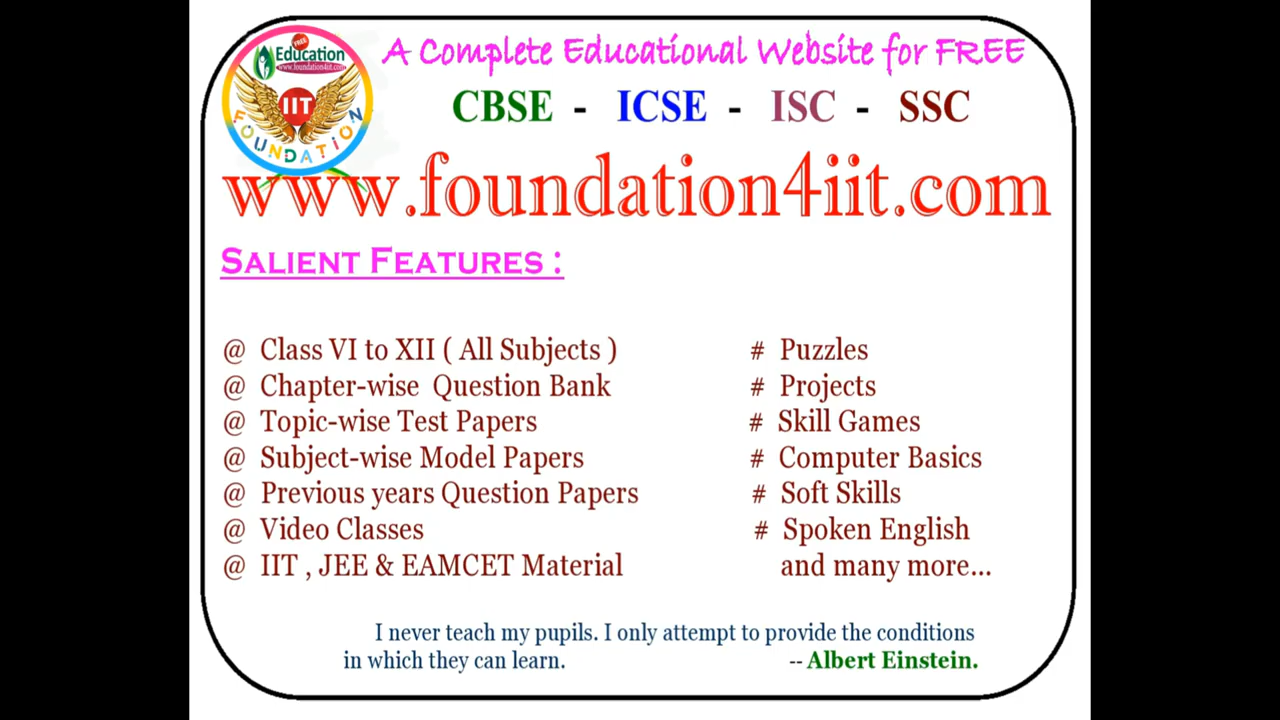 FREE
Education
www.foundation4iit.com
IIT
FOUNDATION
A Complete Educational Website for FREE
CBSE - ICSE - ISC - SSC
www.foundation4iit.com
SALIENT FEATURES :
@ Class VI to XII ( All Subjects )
@ Chapter-wise Question Bank
@ Topic-wise Test Papers
@ Subject-wise Model Papers
@ Previous years Question Papers
@ Video Classes
@ IIT , JEE & EAMCET Material
# Puzzles
# Projects
# Skill Games
# Computer Basics
# Soft Skills
# Spoken English
and many more...
I never teach my pupils. I only attempt to provide the conditions
in which they can learn. -- Albert Einstein.